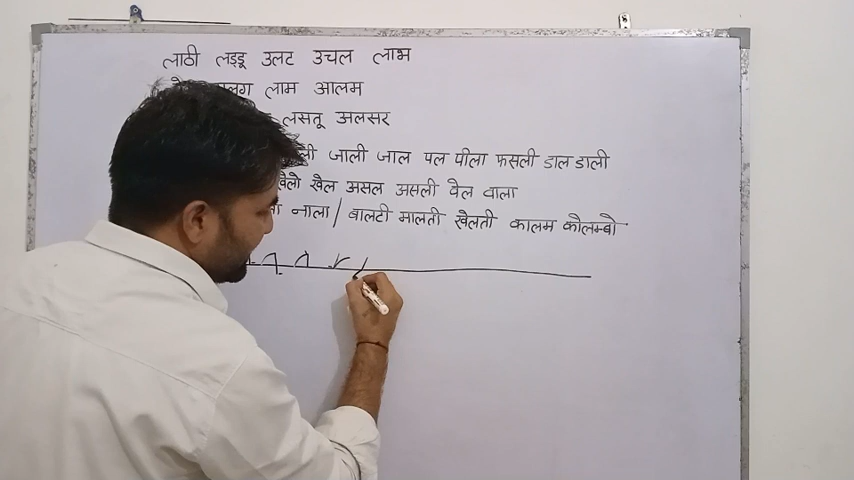 लाठी लड्डू उलट उचल लाभ
लाम आलम
लसतू अलसर
जाली जाल पल पीला फसली डाल डाली
खेलो खेल असल असली वेल वाला
नाला / बालटी मालती खेलती कालम कोलम्बो